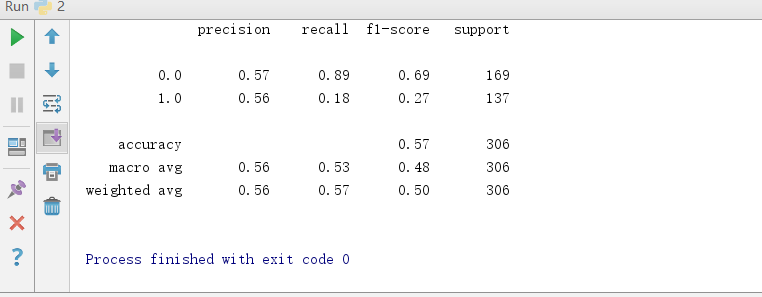 Run 2
precision recall f1-score support
0.0 0.57 0.89 0.69 169
1.0 0.56 0.18 0.27 137
accuracy 0.57 306
macro avg 0.56 0.53 0.48 306
weighted avg 0.56 0.57 0.50 306
Process finished with exit code 0